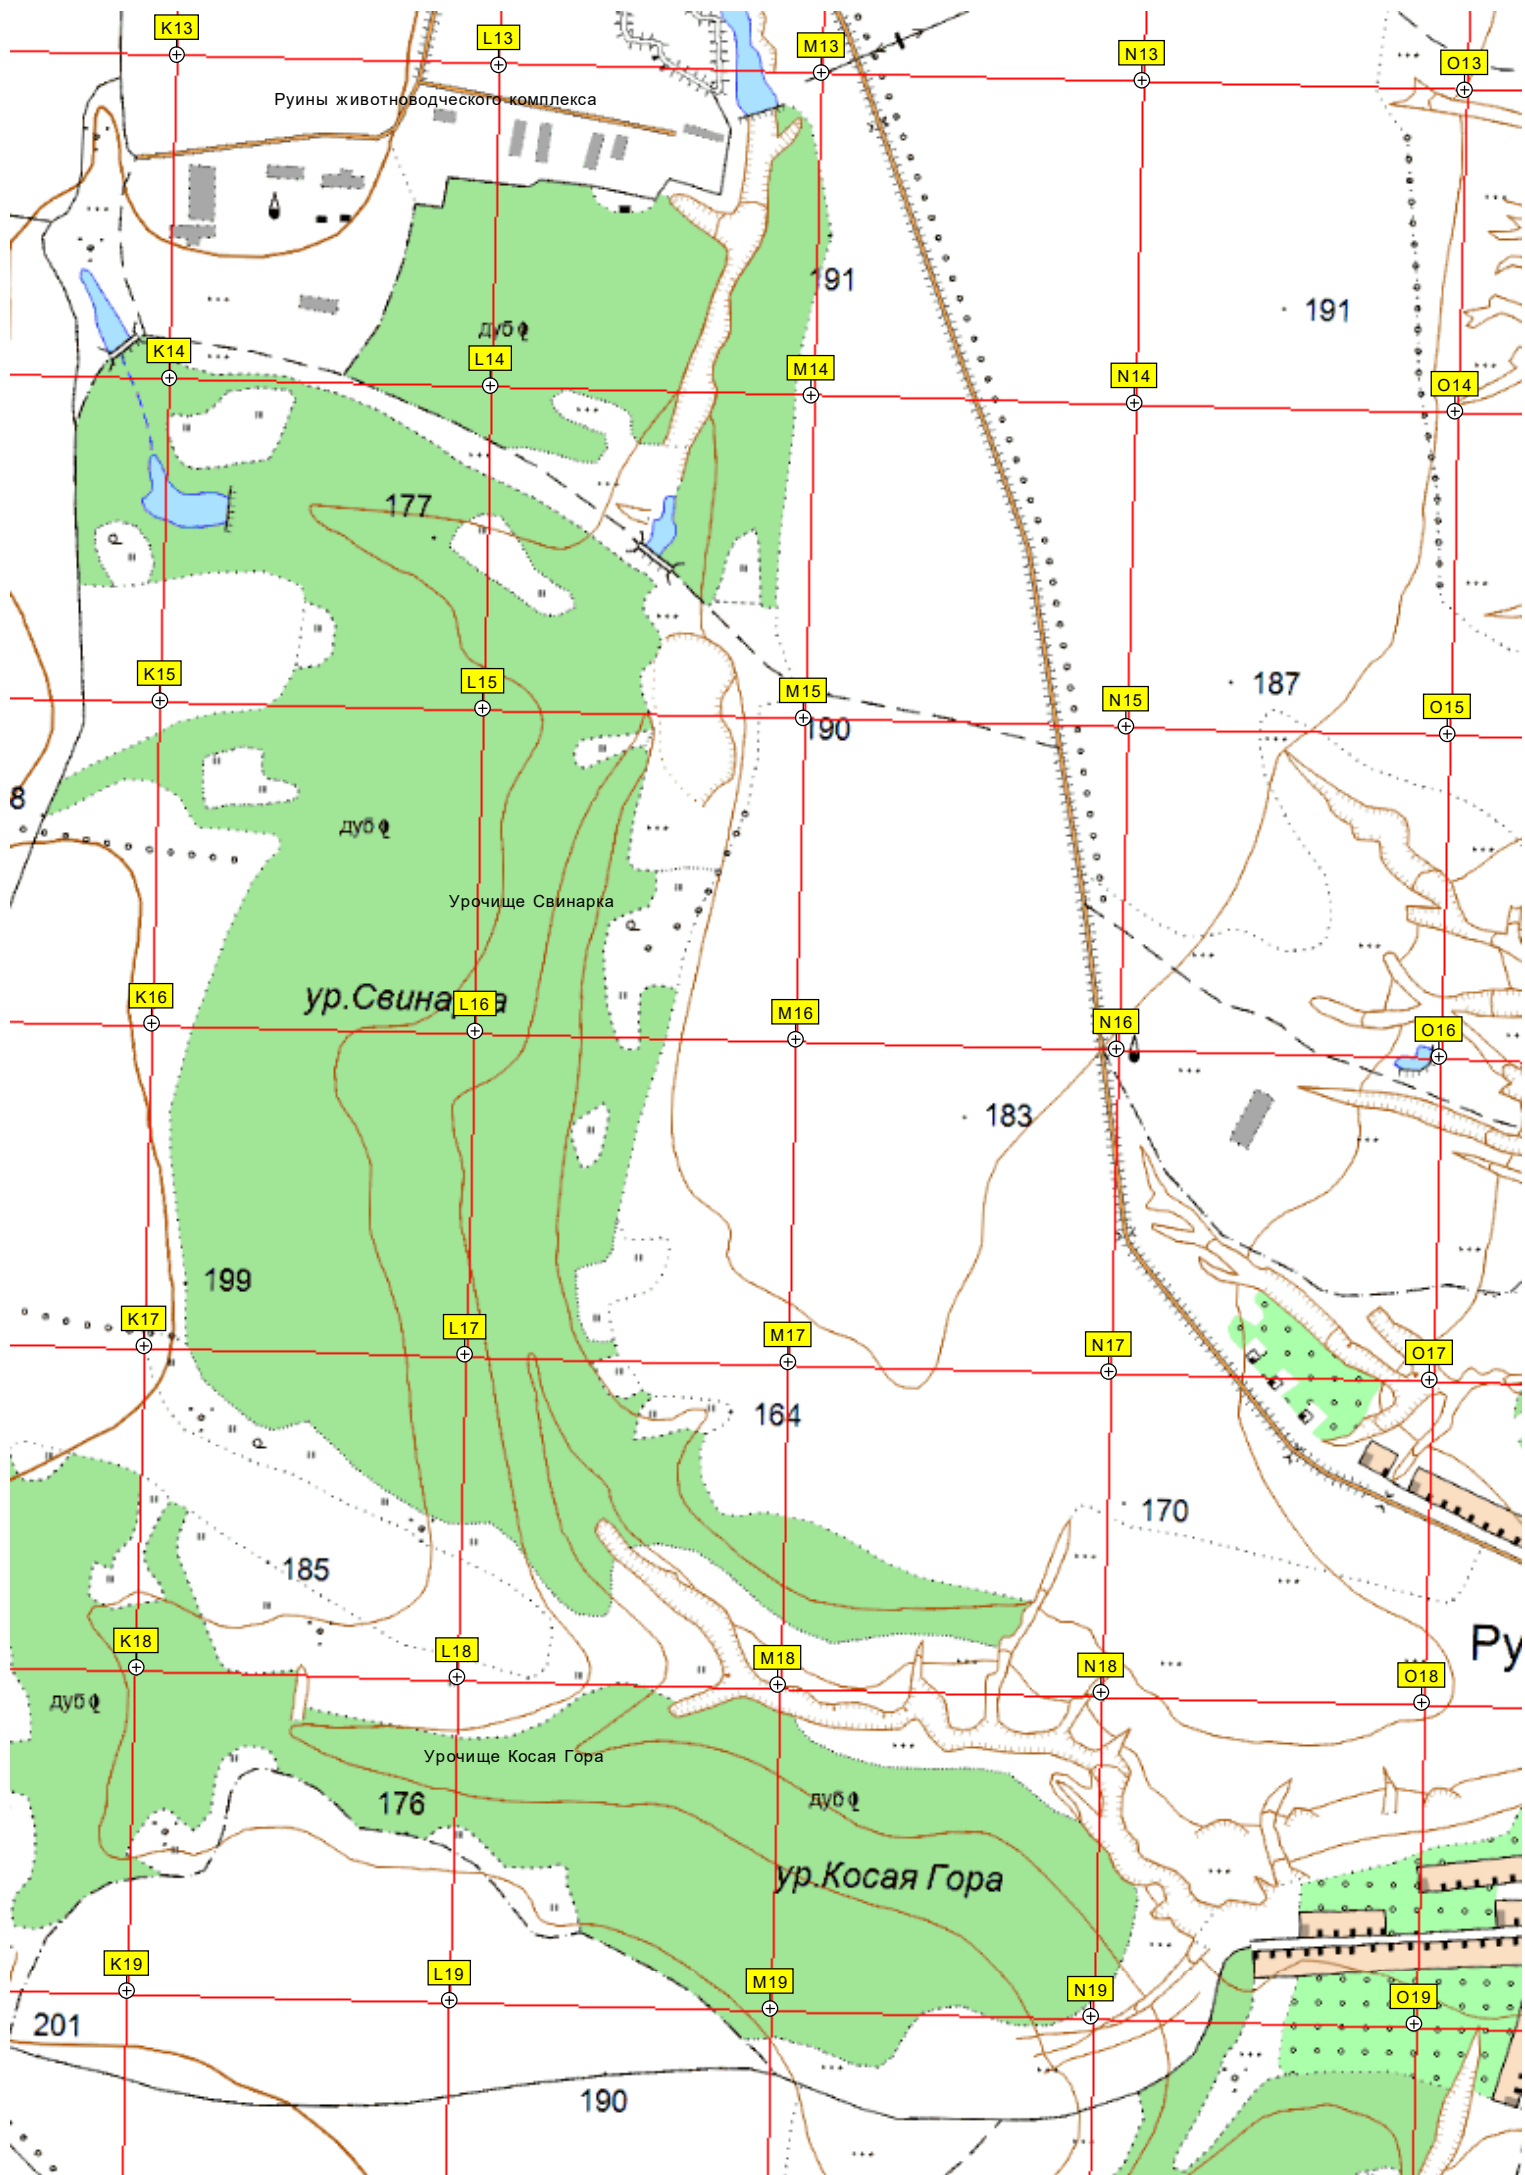 K13
L13
M13
N13
O13
Руины животноводческого комплекса
191
191
дуб
K14
L14
M14
N14
O14
177
K15
L15
M15
N15
O15
187
190
8
дуб
Урочище Свинарка
ур.Свина а
K16
L16
M16
N16
O16
183
199
K17
L17
M17
N17
O17
164
170
185
Ру
K18
L18
M18
N18
O18
дуб
Урочище Косая Гора
176
дуб
ур.Косая Гора
K19
L19
M19
N19
O19
201
190